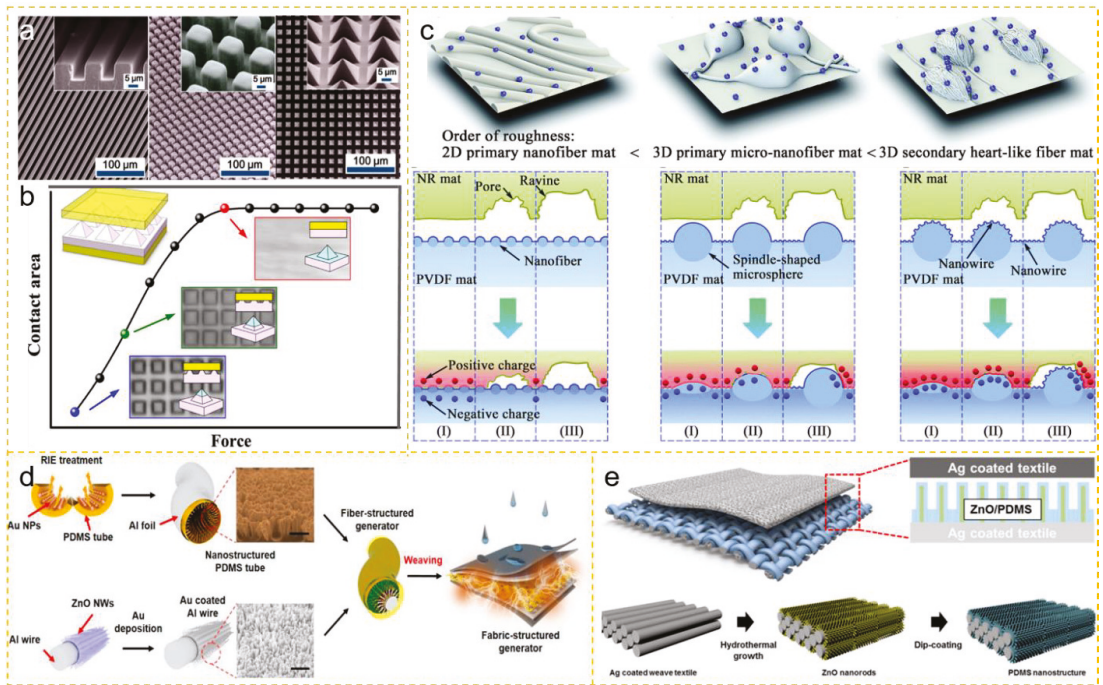 a
5 µm
5 µm
5 µm
100 µm
100 µm
100 µm
b
Contact area
Force
c
Order of roughness:
2D primary nanofiber mat < 3D primary micro-nanofiber mat < 3D secondary heart-like fiber mat
NR mat
Pore
Ravine
Nanofiber
PVDF mat
Positive charge
Negative charge
(I) (II) (III)
NR mat
Spindle-shaped
microsphere
PVDF mat
(I) (II) (III)
NR mat
Nanowire
Nanowire
PVDF mat
(I) (II) (III)
d
RIE treatment
Au NPs
PDMS tube
Al foil
Nanostructured
PDMS tube
ZnO NWs
Al wire
Au
deposition
Au coated
Al wire
Fiber-structured
generator
Weaving
Fabric-structured
generator
e
Ag coated textile
ZnO/PDMS
Ag coated textile
Ag coated weave textile
Hydrothermal
growth
ZnO nanorods
Dip-coating
PDMS nanostructure